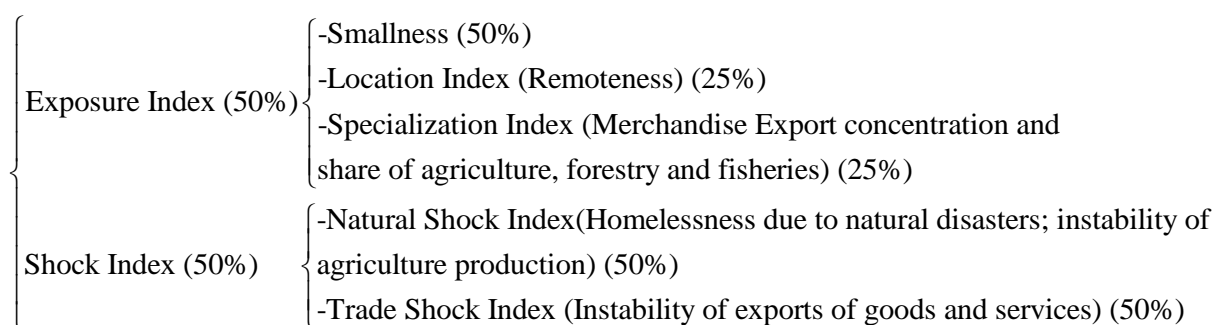 -Smallness (50%)
-Location Index (Remoteness) (25%)
Exposure Index (50%)
-Specialization Index (Merchandise Export concentration and
share of agriculture, forestry and fisheries) (25%)
-Natural Shock Index(Homelessness due to natural disasters; instability of
Shock Index (50%)
agriculture production) (50%)
-Trade Shock Index (Instability of exports of goods and services) (50%)